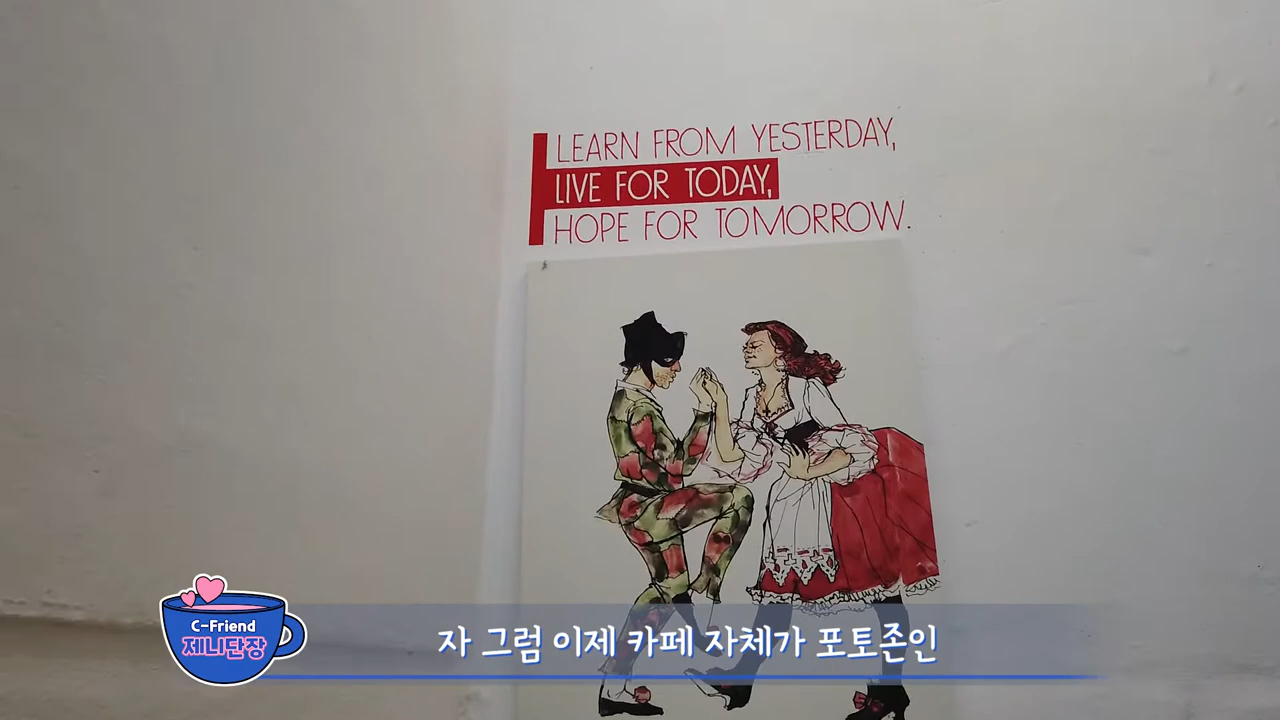 LEARN FROM YESTERDAY,
LIVE FOR TODAY,
HOPE FOR TOMORROW.
C-Friend
제니단장
자 그럼 이제 카페 자체가 포토존인